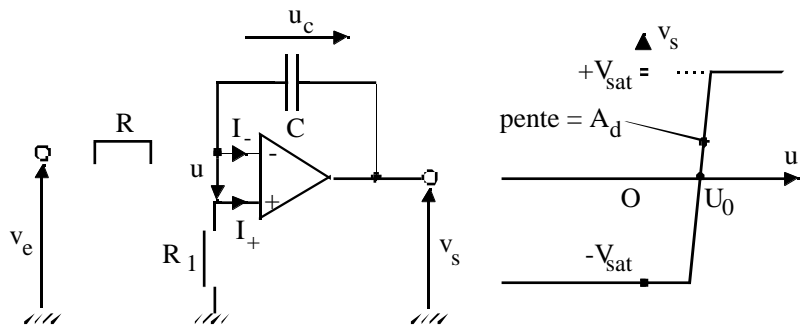 u_c
R
I_-
C
-
u
+
I_+
v_e
R_1
v_s
v_s
+V_sat
pente = A_d
u
O
U_0
-V_sat